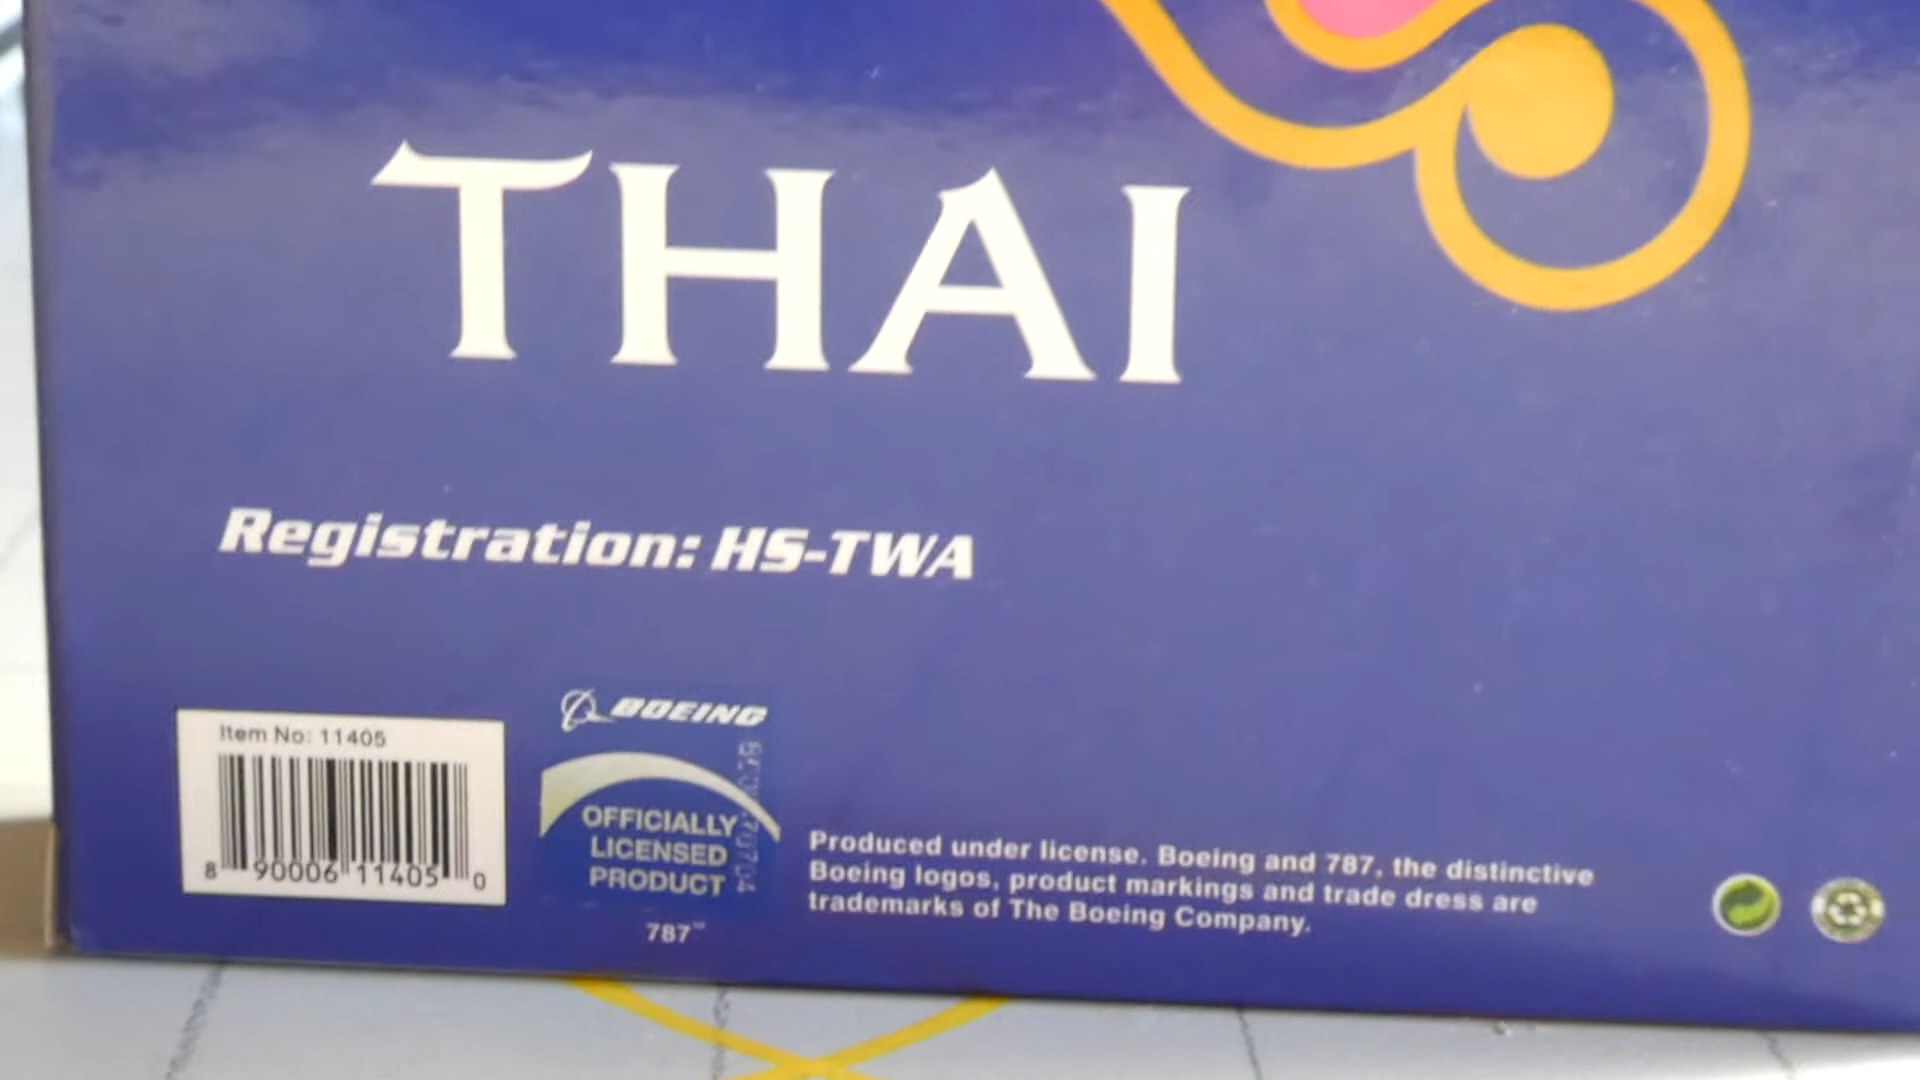 THAI
Registration: HS-TWA
Item No: 11405
8 90006 11405 0
BOEING
OFFICIALLY
LICENSED
PRODUCT
787™
Produced under license. Boeing and 787, the distinctive
Boeing logos, product markings and trade dress are
trademarks of The Boeing Company.